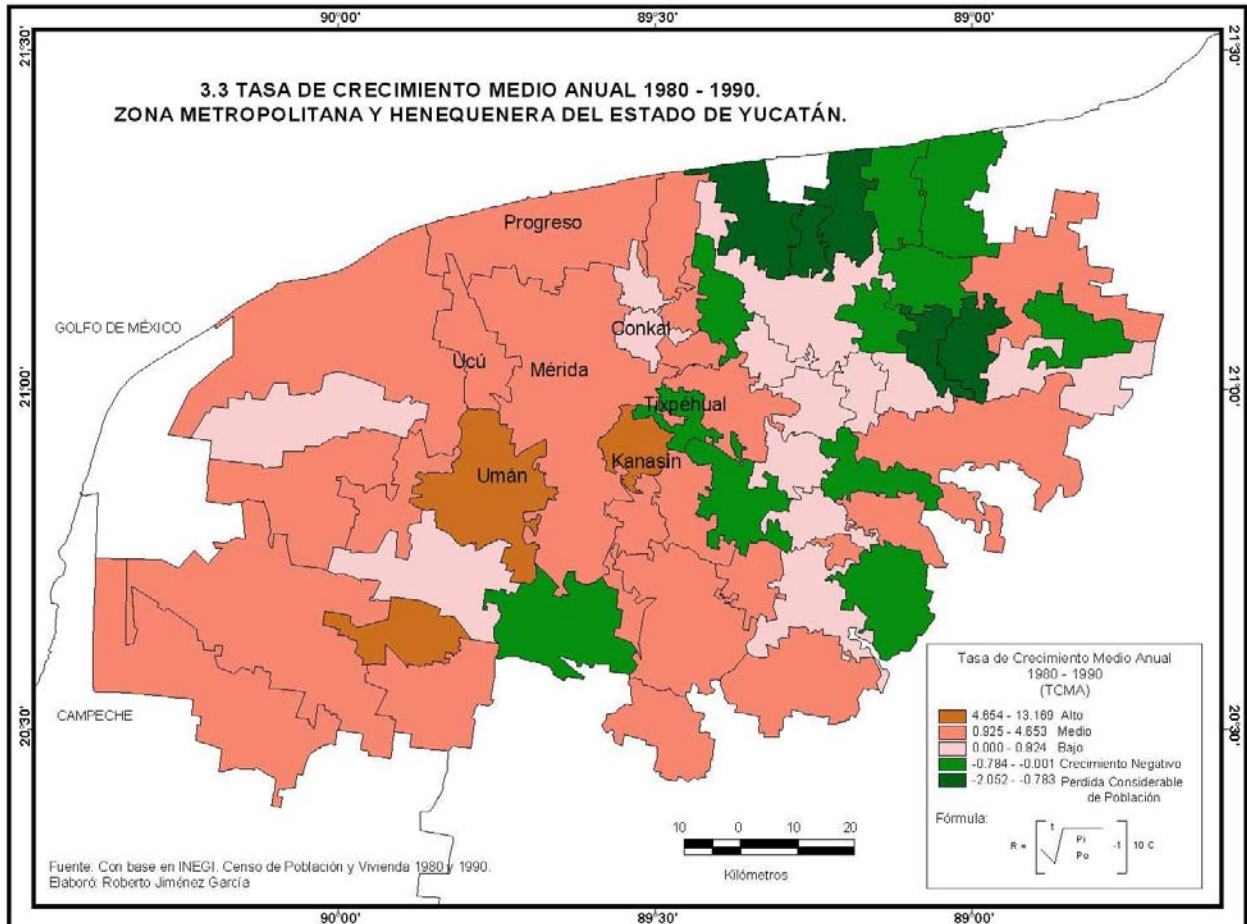 90°00' 89°30' 89°00'
21°30' 21°30'
3.3 TASA DE CRECIMIENTO MEDIO ANUAL 1980 - 1990.
ZONA METROPOLITANA Y HENEQUENERA DEL ESTADO DE YUCATÁN.
Progreso
GOLFO DE MÉXICO
Conkal
Ucú
Mérida
21°00' 21°00'
Tixpéhual
Kanasín
Umán
CAMPECHE
20°30' 20°30'
Tasa de Crecimiento Medio Anual
1980 - 1990
(TCMA)
4.654 - 13.169 Alto
0.925 - 4.653 Medio
0.000 - 0.924 Bajo
-0.784 - -0.001 Crecimiento Negativo
-2.052 - -0.783 Perdida Considerable
de Población
Fórmula:
R = [ t √ Pi / Po -1 ] 10 C
10 0 10 20
Kilómetros
Fuente: Con base en INEGI. Censo de Población y Vivienda 1980 y 1990.
Elaboró: Roberto Jiménez García
90°00' 89°30' 89°00'